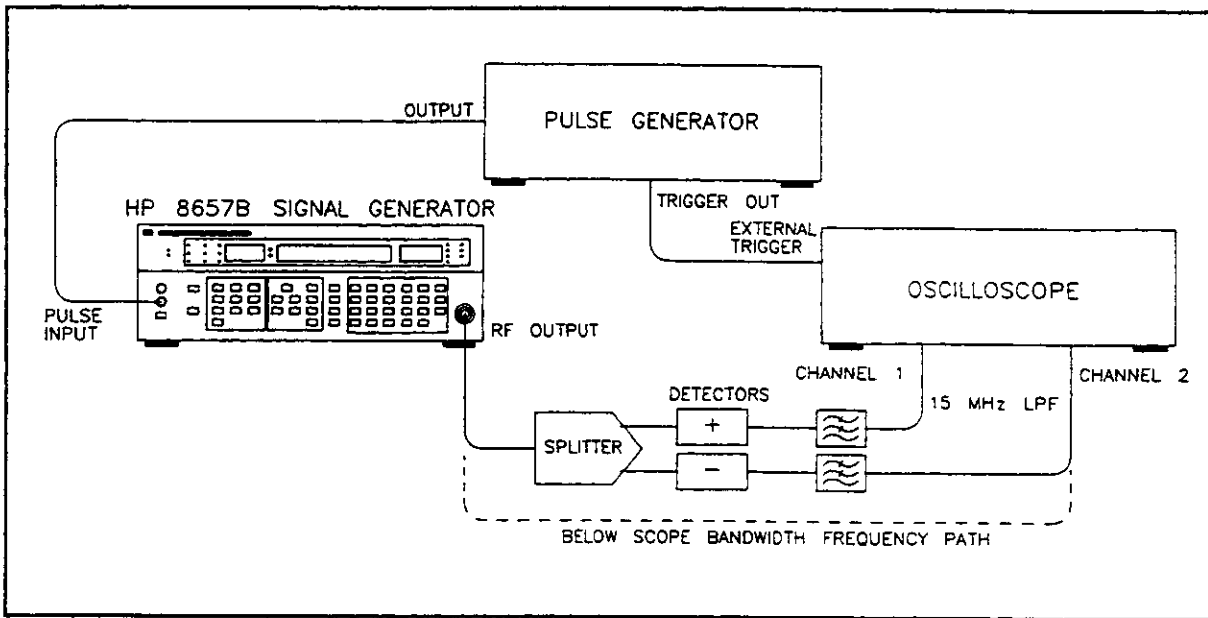 OUTPUT
PULSE GENERATOR
TRIGGER OUT
HP 8657B SIGNAL GENERATOR
EXTERNAL
TRIGGER
OSCILLOSCOPE
PULSE
INPUT
RF OUTPUT
CHANNEL 1
CHANNEL 2
DETECTORS
15 MHz LPF
+
SPLITTER
−
BELOW SCOPE BANDWIDTH FREQUENCY PATH